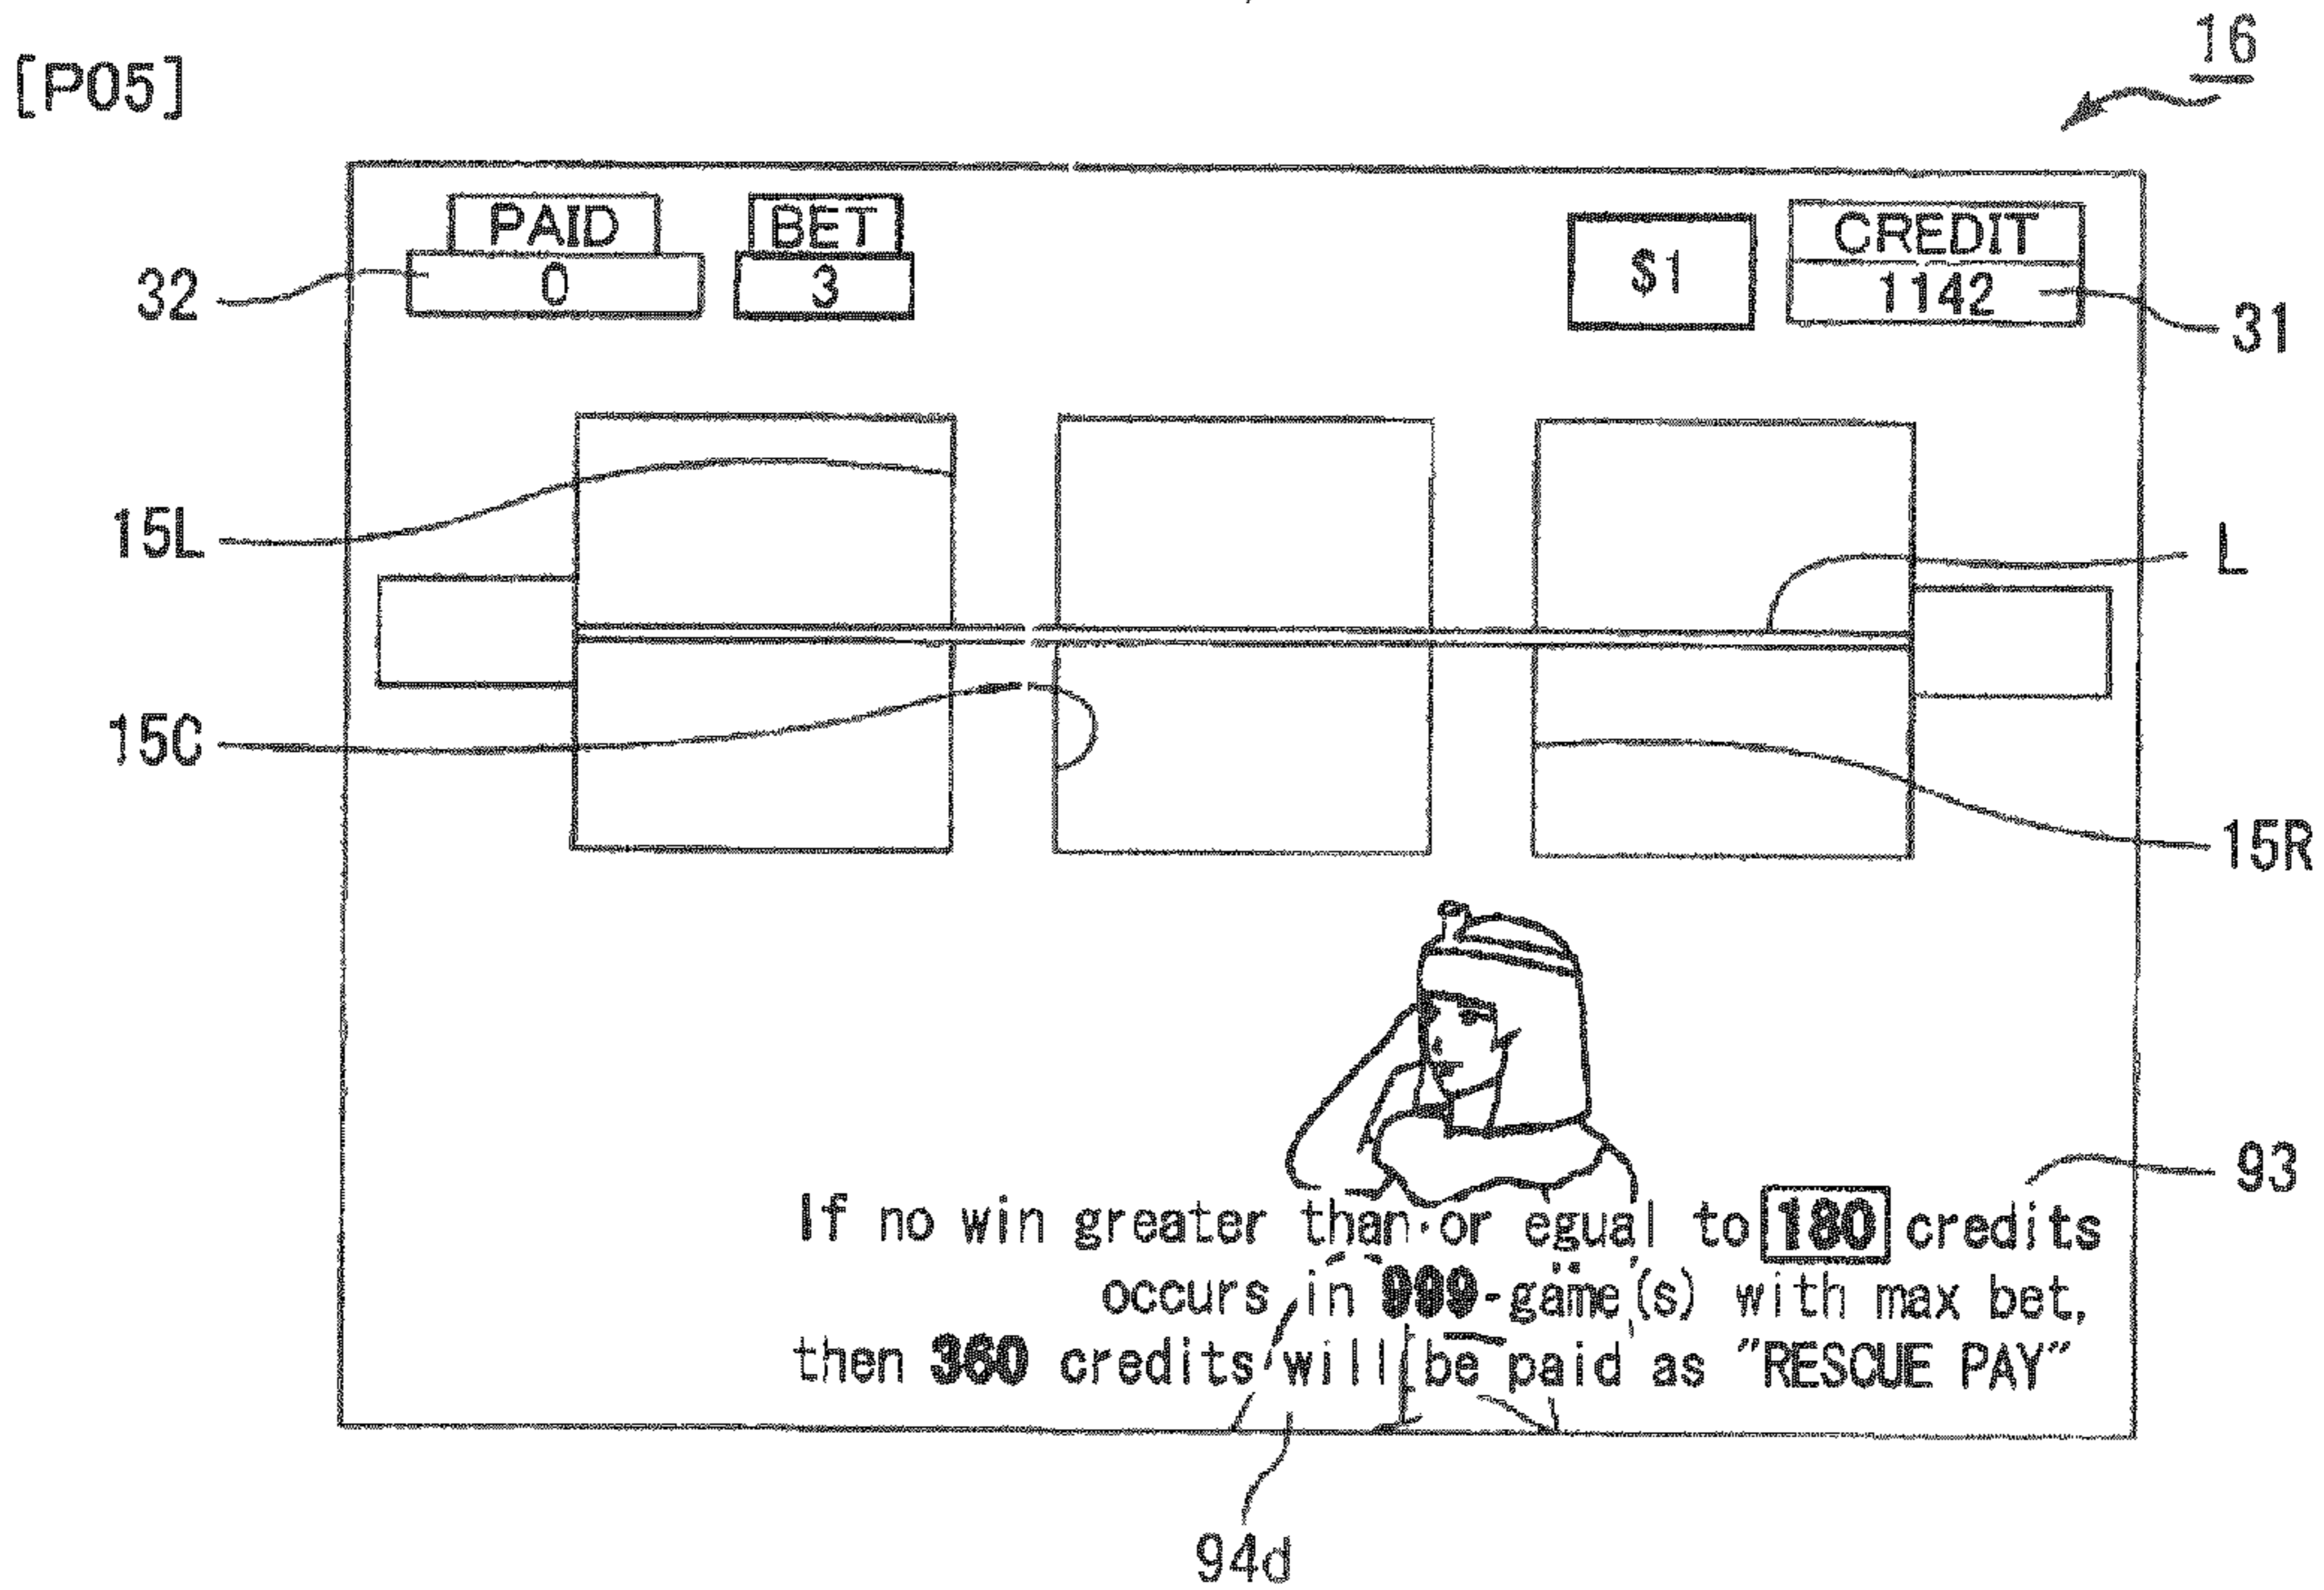 16
[P05]
PAID
BET
CREDIT
$1
32
0
3
1142
31
15L
L
15C
15R
93
If no win greater than or egual to 180 credits
occurs in 999-game(s) with max bet,
then 360 credits will be paid as "RESCUE PAY"
94d